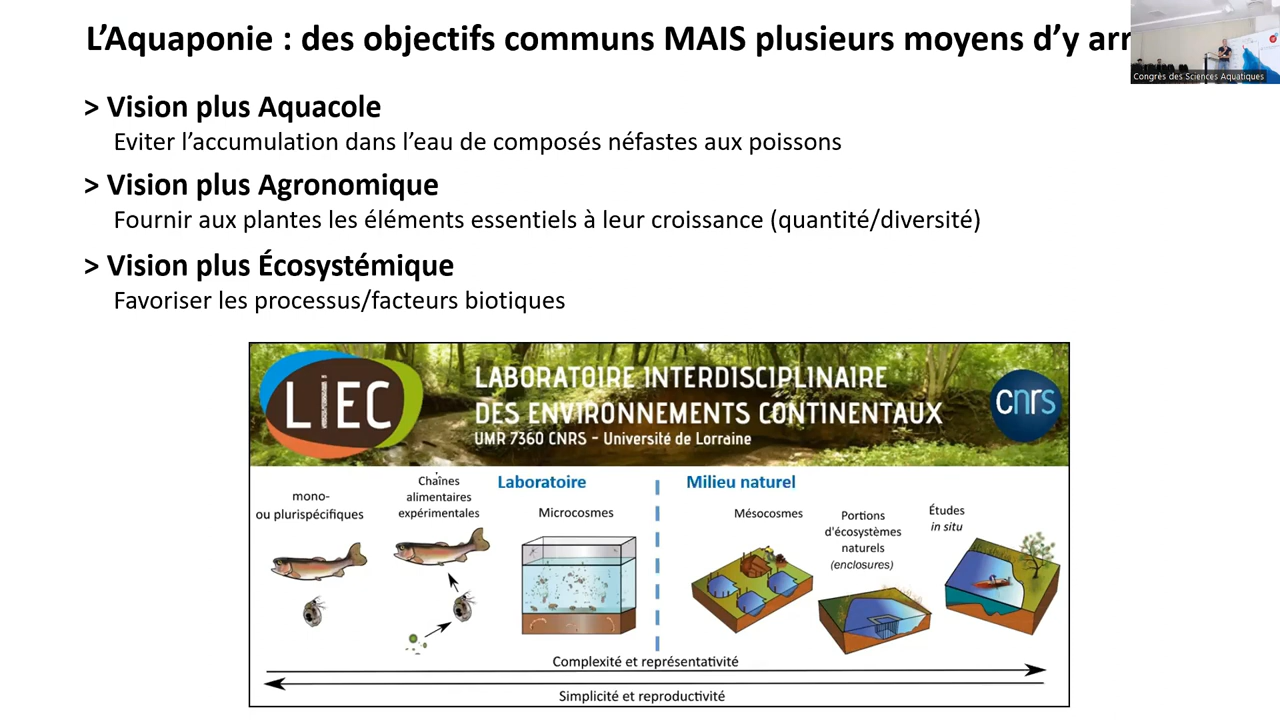 L'Aquaponie : des objectifs communs MAIS plusieurs moyens d'y arr
Congrès des Sciences Aquatiques
> Vision plus Aquacole
Eviter l'accumulation dans l'eau de composés néfastes aux poissons
> Vision plus Agronomique
Fournir aux plantes les éléments essentiels à leur croissance (quantité/diversité)
> Vision plus Écosystémique
Favoriser les processus/facteurs biotiques
LiEC
LABORATOIRE INTERDISCIPLINAIRE
DES ENVIRONNEMENTS CONTINENTAUX
UMR 7360 CNRS – Université de Lorraine
cnrs
Laboratoire
Milieu naturel
mono-
ou plurispécifiques
Chaînes
alimentaires
expérimentales
Microcosmes
Mésocosmes
Portions
d'écosystèmes
naturels
(enclosures)
Études
in situ
Complexité et représentativité
Simplicité et reproductivité